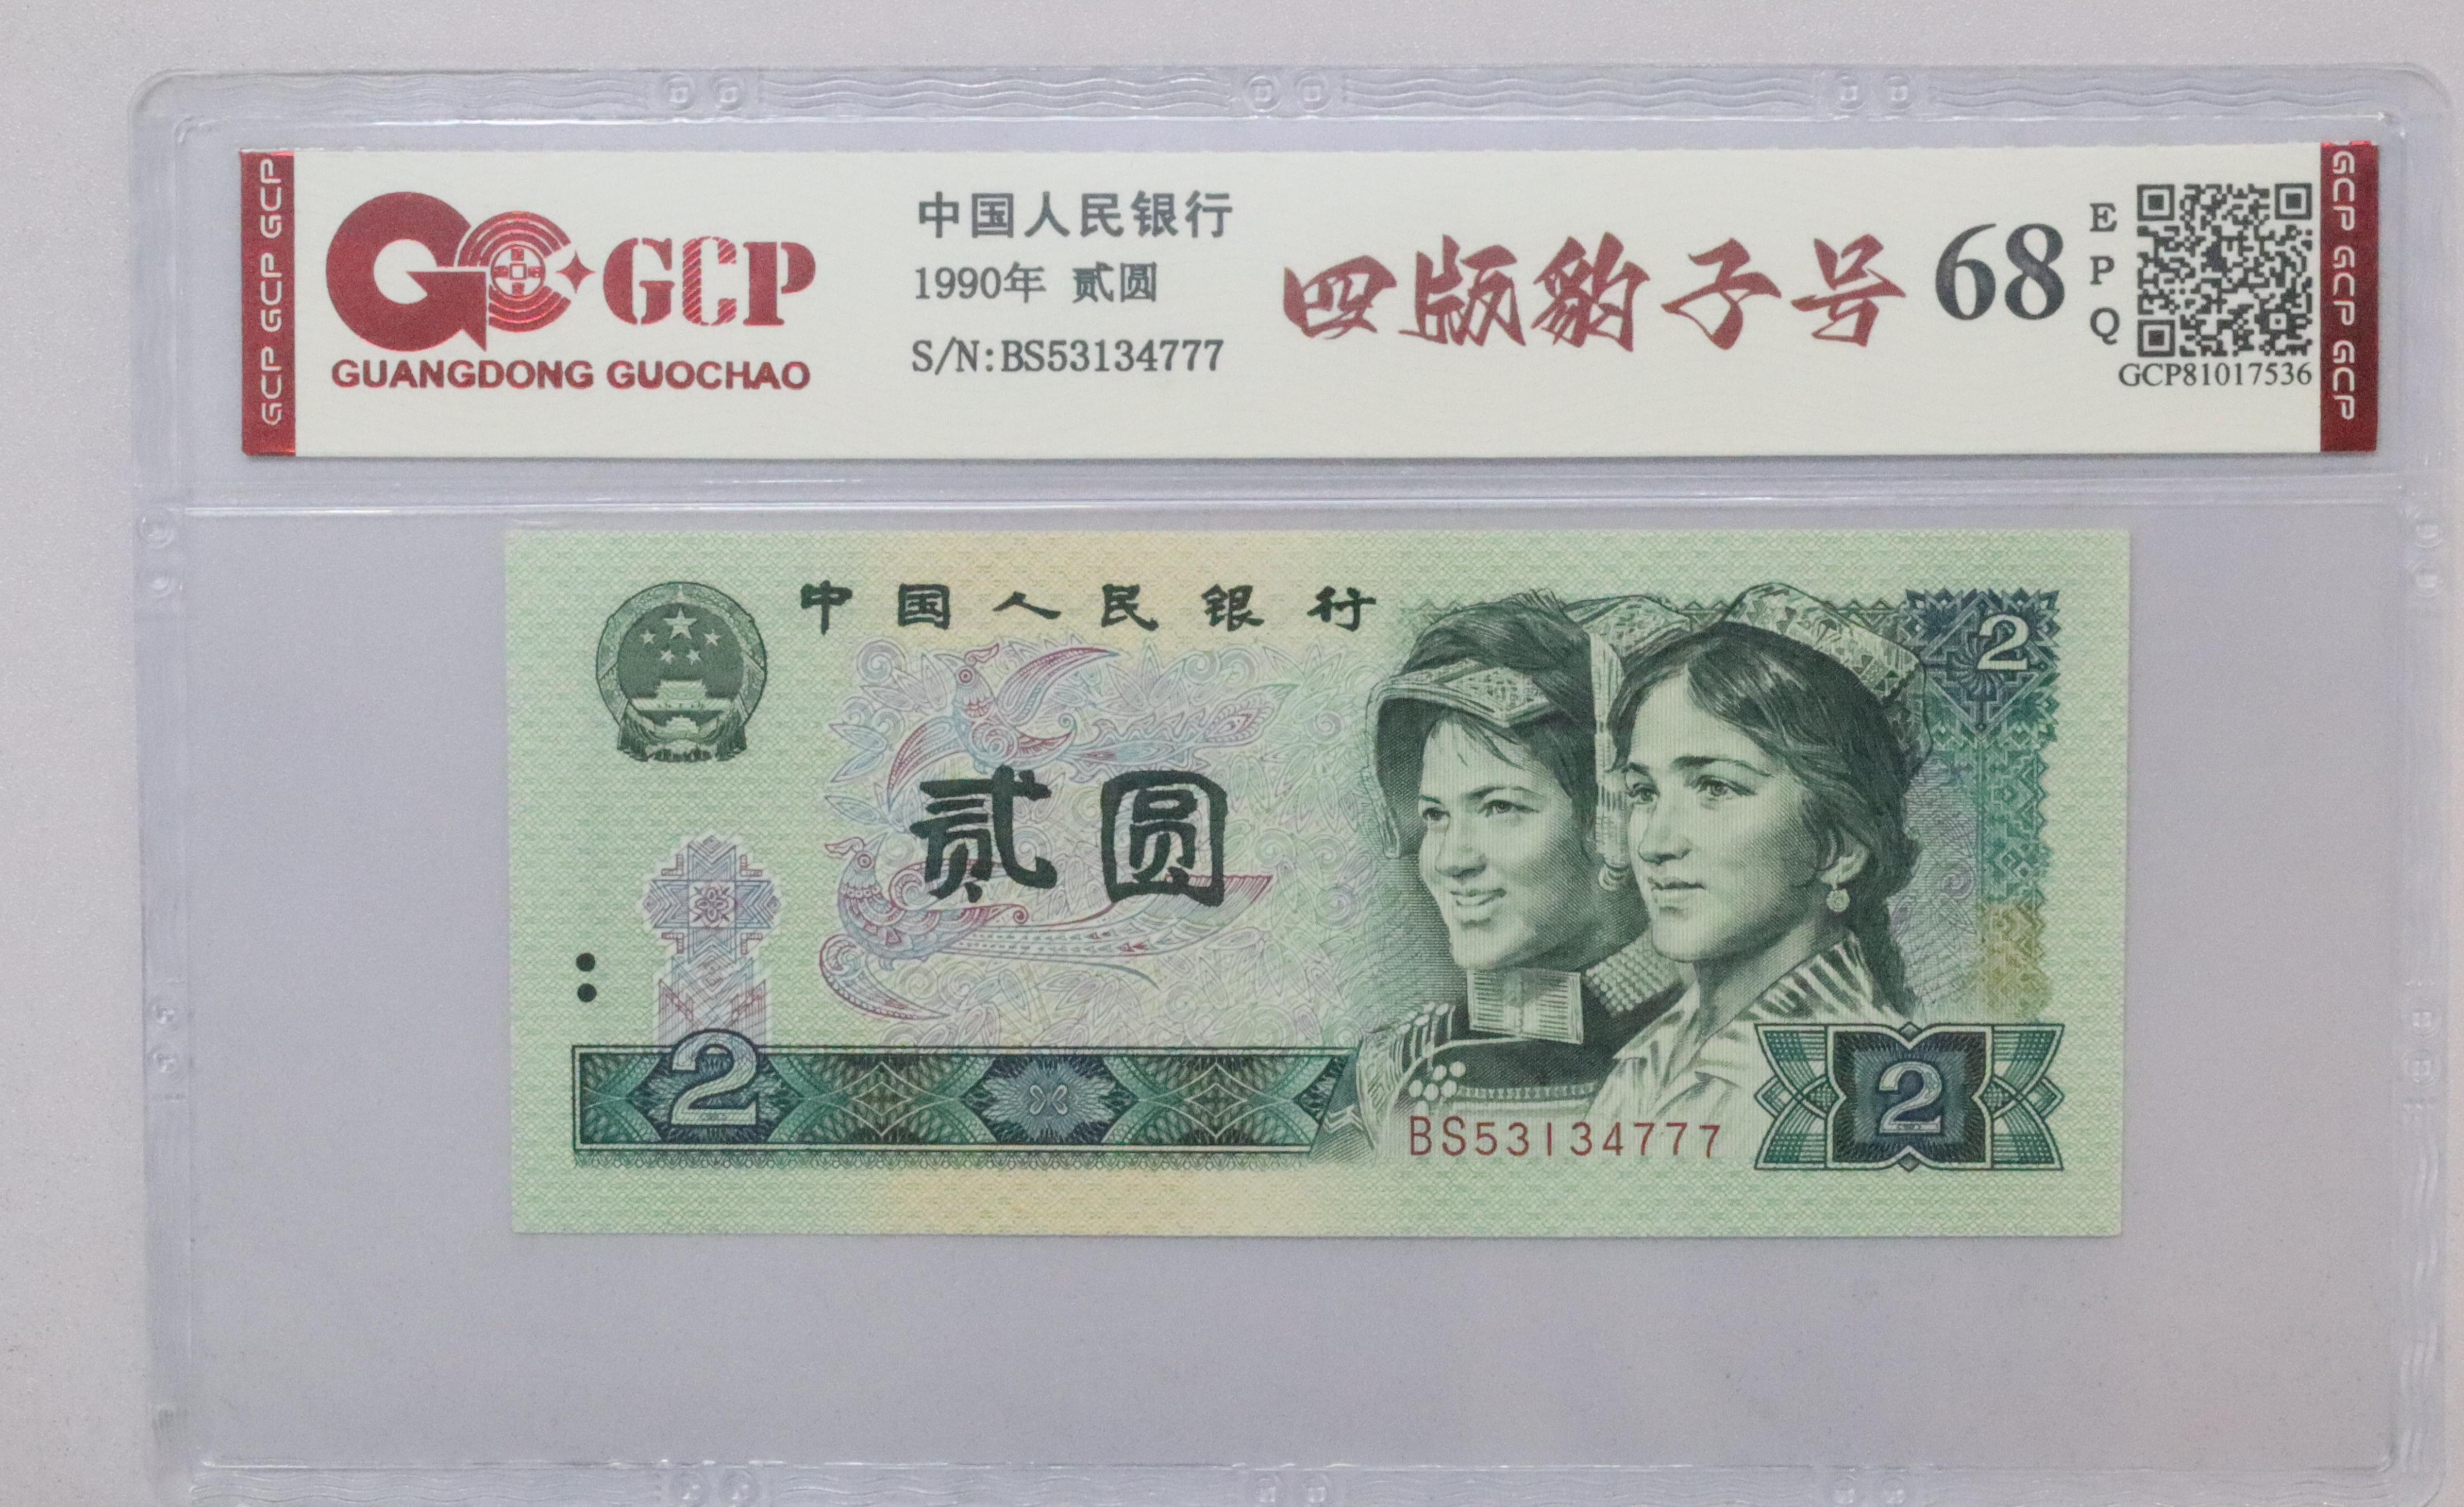 GCP GCP GCP
GCP
GUANGDONG GUOCHAO
中国人民银行
1990年 贰圆
S/N:BS53134777
四版豹子号
68
EPQ
GCP81017536
GCP GCP GCP
中国人民银行
2
贰圆
2
BS53134777
2